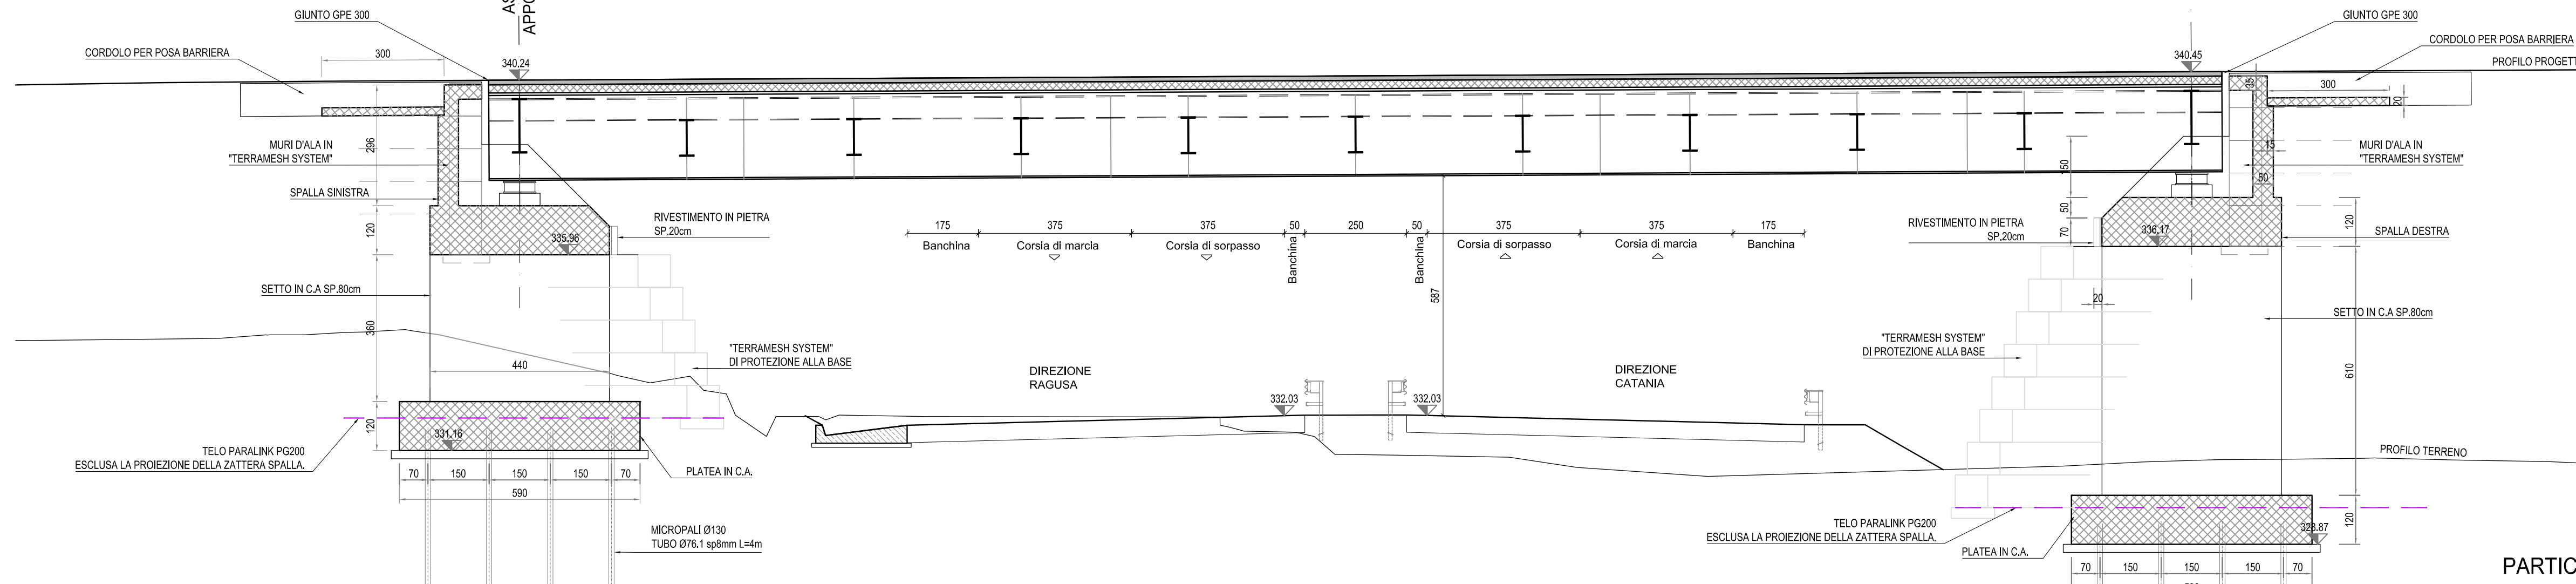 GIUNTO GPE 300
CORDOLO PER POSA BARRIERA
300
340.24
340.45
GIUNTO GPE 300
CORDOLO PER POSA BARRIERA
PROFILO PROGETT
35
300
20
296
MURI D'ALA IN
"TERRAMESH SYSTEM"
SPALLA SINISTRA
120
335.96
RIVESTIMENTO IN PIETRA
SP.20cm
175
375
375
50
250
50
375
375
175
Banchina
Corsia di marcia
Corsia di sorpasso
Banchina
Banchina
Corsia di sorpasso
Corsia di marcia
Banchina
587
150
50
70
15
50
MURI D'ALA IN
"TERRAMESH SYSTEM"
RIVESTIMENTO IN PIETRA
SP.20cm
336.17
120
SPALLA DESTRA
SETTO IN C.A SP.80cm
360
440
"TERRAMESH SYSTEM"
DI PROTEZIONE ALLA BASE
DIREZIONE
RAGUSA
DIREZIONE
CATANIA
332.03
332.03
20
SETTO IN C.A SP.80cm
"TERRAMESH SYSTEM"
DI PROTEZIONE ALLA BASE
610
120
331.16
TELO PARALINK PG200
ESCLUSA LA PROIEZIONE DELLA ZATTERA SPALLA.
PLATEA IN C.A.
70
150
150
150
70
590
MICROPALI Ø130
TUBO Ø76.1 sp8mm L=4m
PROFILO TERRENO
TELO PARALINK PG200
ESCLUSA LA PROIEZIONE DELLA ZATTERA SPALLA.
328.87
120
PLATEA IN C.A.
70
150
150
150
70
PARTIC